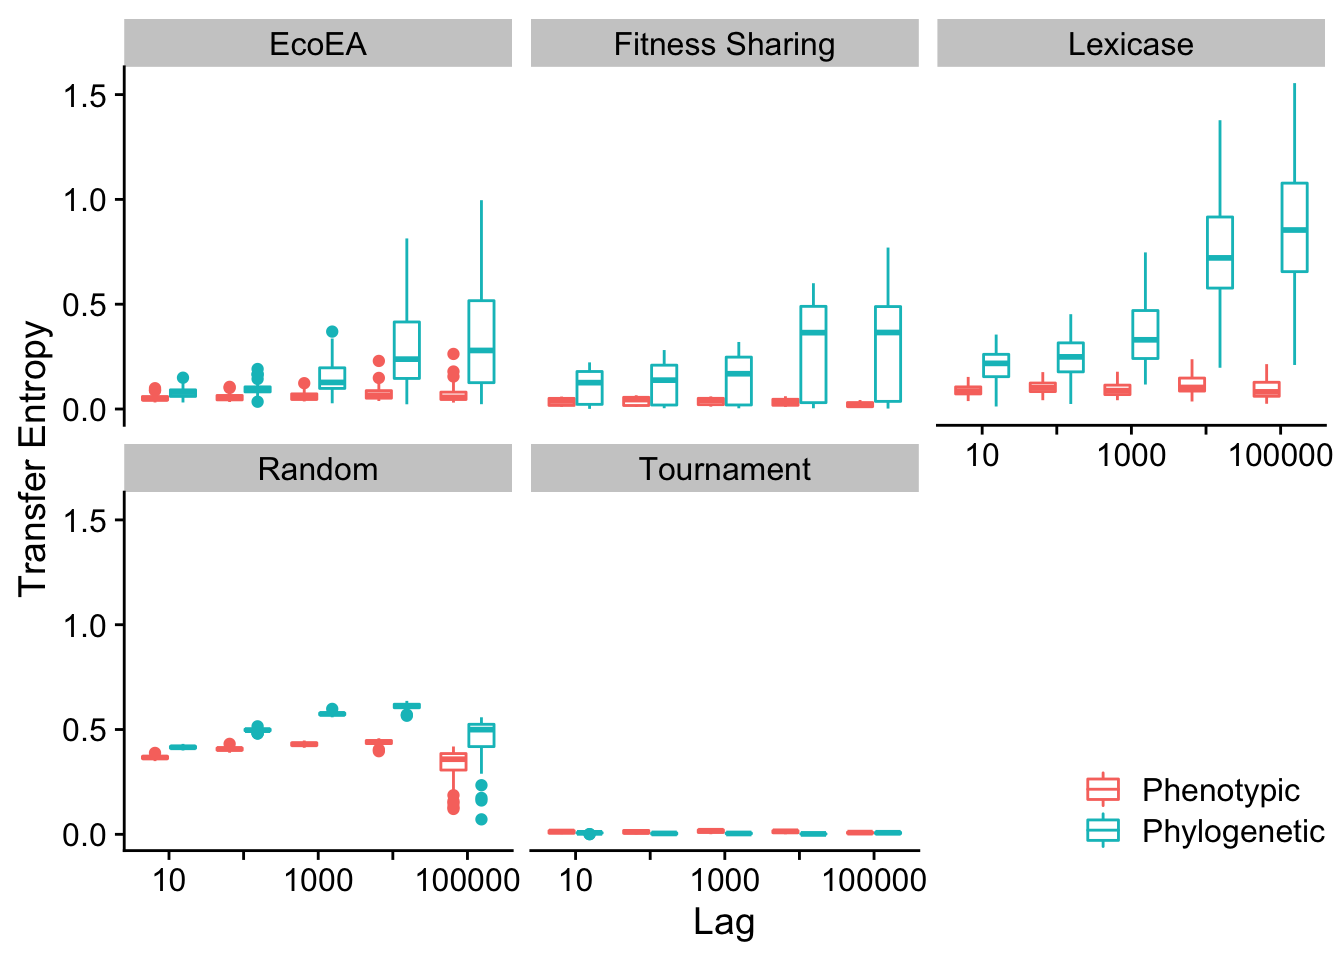 EcoEA
Fitness Sharing
Lexicase
1.5
1.0
0.5
0.0
10
1000
100000
Random
Tournament
1.5
1.0
0.5
0.0
10
1000
100000
10
1000
100000
Transfer Entropy
Lag
Phenotypic
Phylogenetic